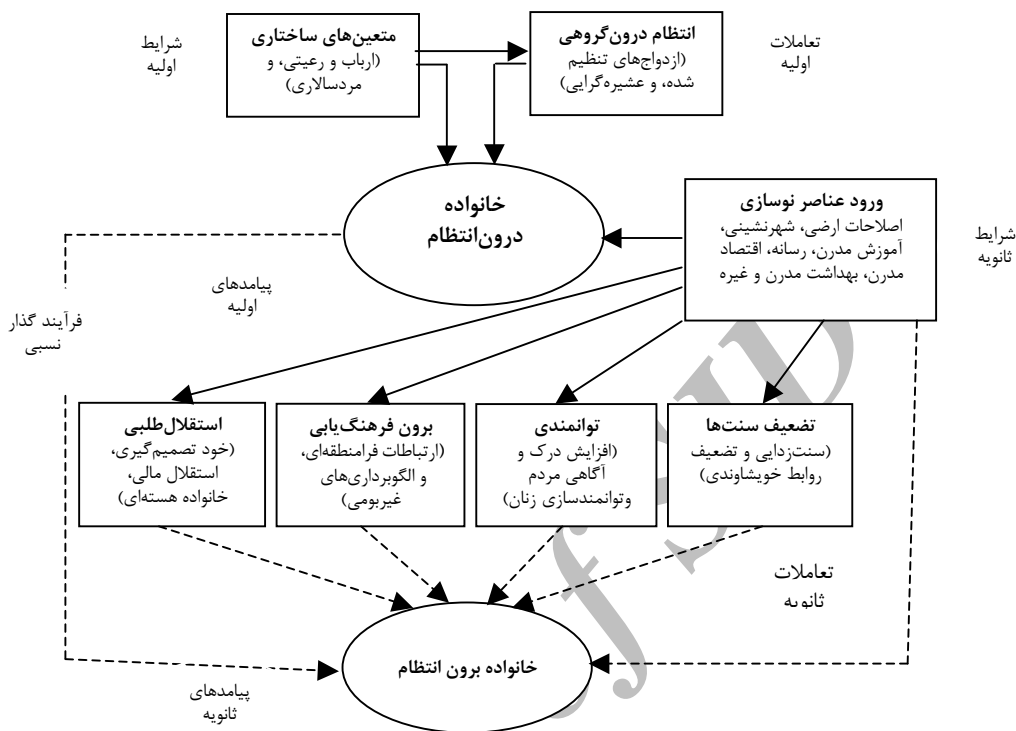 شرایط
اولیه
متعین‌های ساختاری
(ارباب و رعیتی، و
مردسالاری)
انتظام درون‌گروهی
(ازدواج‌های تنظیم
شده، و عشیره‌گرایی)
تعاملات
اولیه
خانواده
درون‌انتظام
ورود عناصر نوسازی
اصلاحات ارضی، شهرنشینی،
آموزش مدرن، رسانه، اقتصاد
مدرن، بهداشت مدرن و غیره
شرایط
ثانویه
پیامدهای
اولیه
فرآیند گذار
نسبی
استقلال‌طلبی
(خود تصمیم‌گیری،
استقلال مالی،
خانواده هسته‌ای)
برون فرهنگ‌یابی
(ارتباطات فرامنطقه‌ای،
و الگوبرداری‌های
غیربومی)
توانمندی
(افزایش درک و
آگاهی مردم
وتوانمندسازی زنان)
تضعیف سنت‌ها
(سنت‌زدایی و تضعیف
روابط خویشاوندی)
تعاملات
ثانویه
خانواده برون انتظام
پیامدهای
ثانویه
of SID